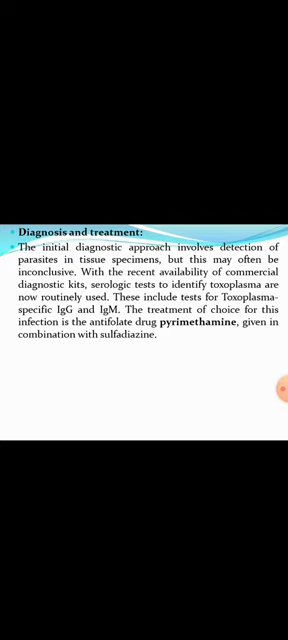 Diagnosis and treatment:
The initial diagnostic approach involves detection of
parasites in tissue specimens, but this may often be
inconclusive. With the recent availability of commercial
diagnostic kits, serologic tests to identify toxoplasma are
now routinely used. These include tests for Toxoplasma-
specific IgG and IgM. The treatment of choice for this
infection is the antifolate drug pyrimethamine, given in
combination with sulfadiazine.